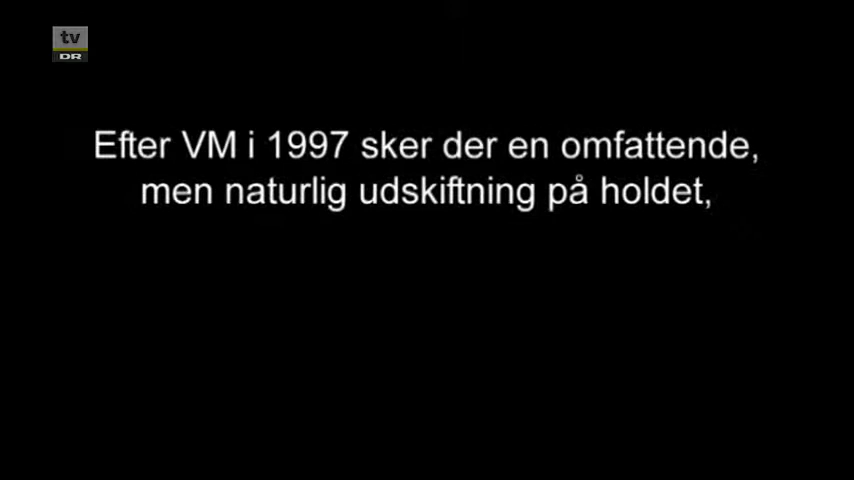 tv
DR
Efter VM i 1997 sker der en omfattende,
men naturlig udskiftning på holdet,